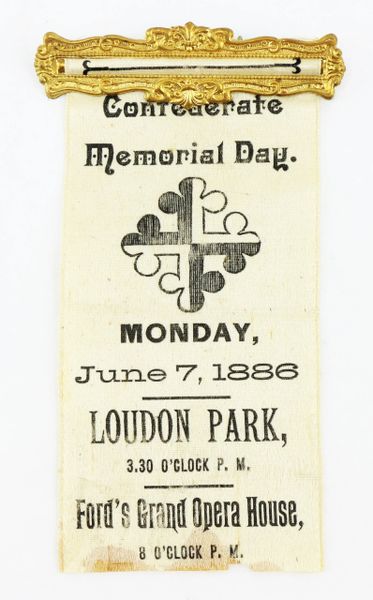 Confederate
Memorial Day.
MONDAY,
June 7, 1886
LOUDON PARK,
3.30 O'CLOCK P. M.
Ford's Grand Opera House,
8 O'CLOCK P. M.